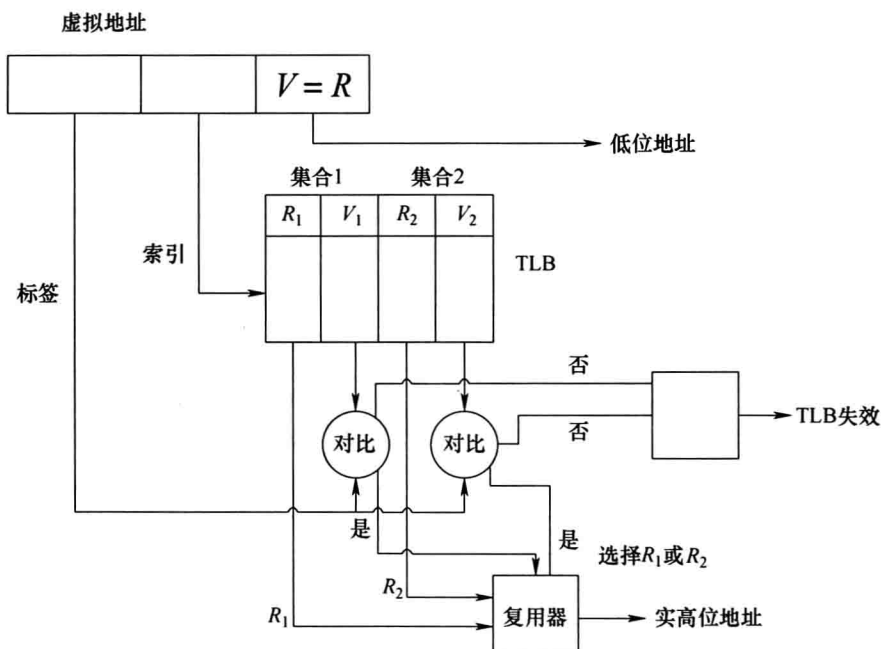 虚拟地址
V = R
低位地址
集合1 集合2
R₁ V₁ R₂ V₂
索引
TLB
标签
否
对比 对比
否
TLB失效
是
是
选择R₁或R₂
R₂
R₁
复用器
实高位地址